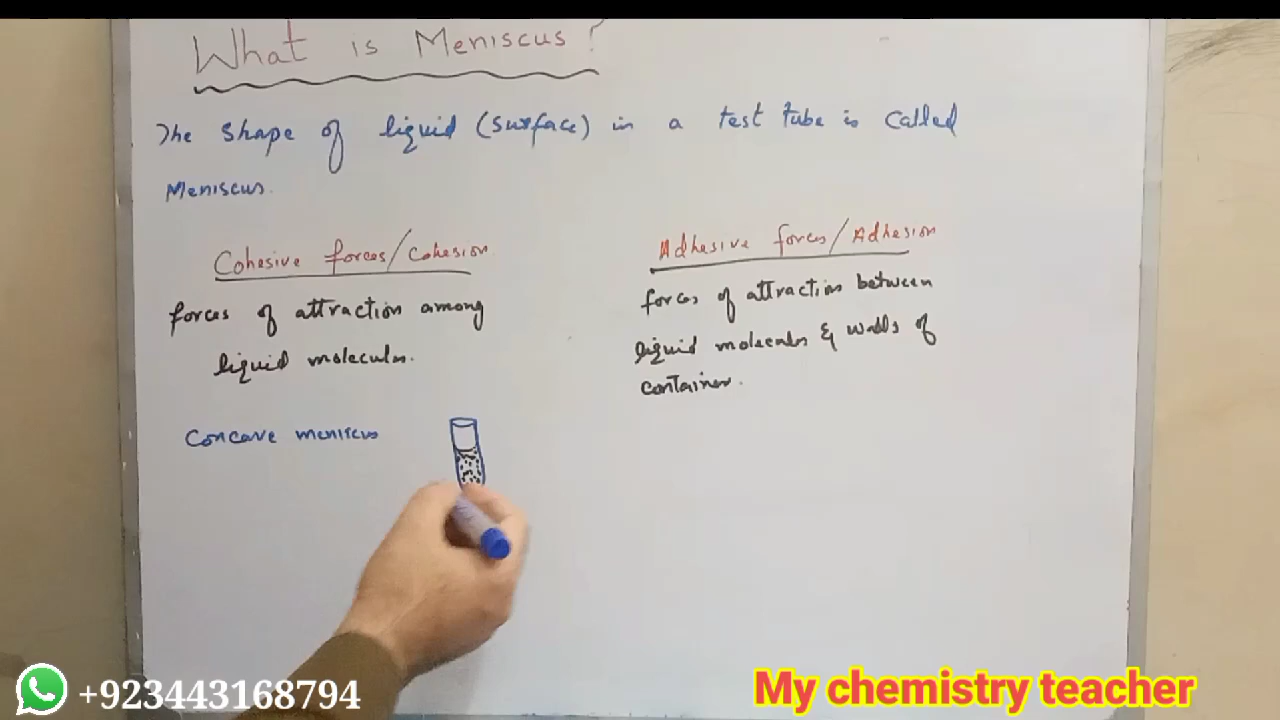 What is Meniscus?
The shape of liquid (surface) in a test tube is called
Meniscus.
Cohesive forces/Cohesion
forces of attraction among
liquid molecules.
Adhesive forces/Adhesion
forces of attraction between
liquid molecules & walls of
container.
Concave meniscus
+923443168794
My chemistry teacher